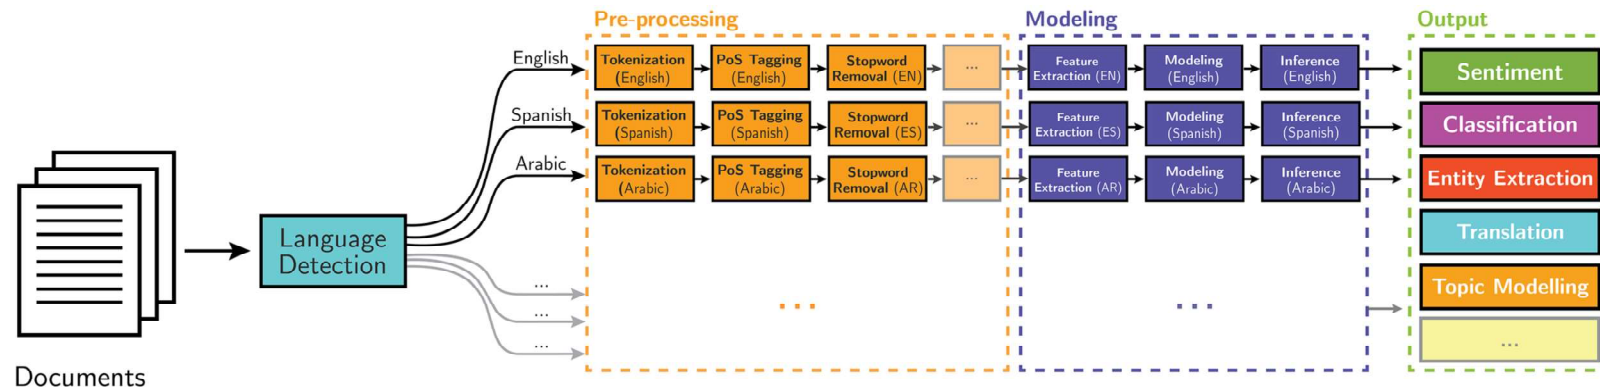 Pre-processing
Modeling
Output
English
Tokenization
(English)
PoS Tagging
(English)
Stopword
Removal (EN)
...
Feature
Extraction (EN)
Modeling
(English)
Inference
(English)
Sentiment
Spanish
Tokenization
(Spanish)
PoS Tagging
(Spanish)
Stopword
Removal (ES)
...
Feature
Extraction (ES)
Modeling
(Spanish)
Inference
(Spanish)
Classification
Arabic
Tokenization
(Arabic)
PoS Tagging
(Arabic)
Stopword
Removal (AR)
...
Feature
Extraction (AR)
Modeling
(Arabic)
Inference
(Arabic)
Entity Extraction
Language
Detection
Translation
...
...
...
...
...
Topic Modelling
...
Documents